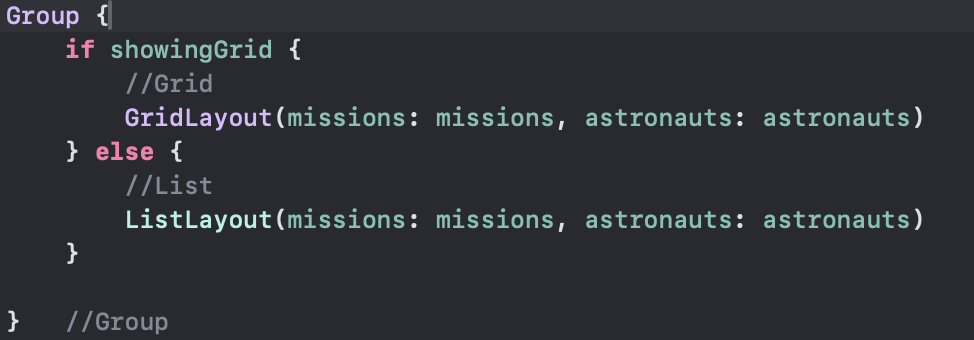 Group {
    if showingGrid {
        //Grid
        GridLayout(missions: missions, astronauts: astronauts)
    } else {
        //List
        ListLayout(missions: missions, astronauts: astronauts)
    }

}   //Group